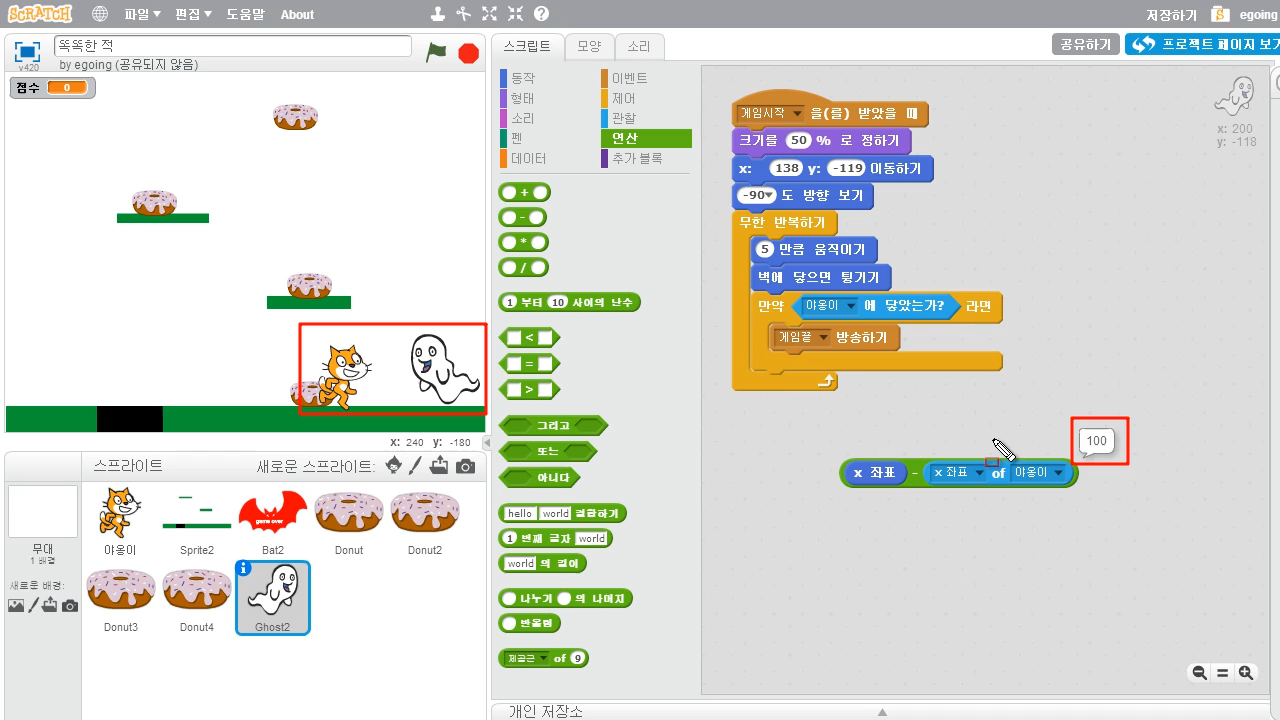 SCRATCH 파일▼ 편집▼ 도움말 About 저장하기 egoing
똑똑한 적
by egoing (공유되지 않음)
v420
점수 0
x: 240 y: -180
스크립트 모양 소리 공유하기 프로젝트 페이지 보기
동작 이벤트
형태 제어
소리 관찰
펜 연산
데이터 추가 블록
+
-
*
/
1 부터 10 사이의 난수
<
=
>
그리고
또는
아니다
hello world 결합하기
1 번째 글자 world
world 의 길이
나누기 의 나머지
반올림
제곱근 of 9
게임시작 을(를) 받았을 때
크기를 50 % 로 정하기
x: 138 y: -119 이동하기
-90 도 방향 보기
무한 반복하기
5 만큼 움직이기
벽에 닿으면 튕기기
만약 야옹이 에 닿았는가? 라면
게임끝 방송하기
100
x 좌표 - x 좌표 of 야옹이
x: 200
y: -118
스프라이트 새로운 스프라이트:
무대
1 배경
새로운 배경:
야옹이 Sprite2 Bat2 Donut Donut2
game over
Donut3 Donut4 Ghost2
개인 저장소